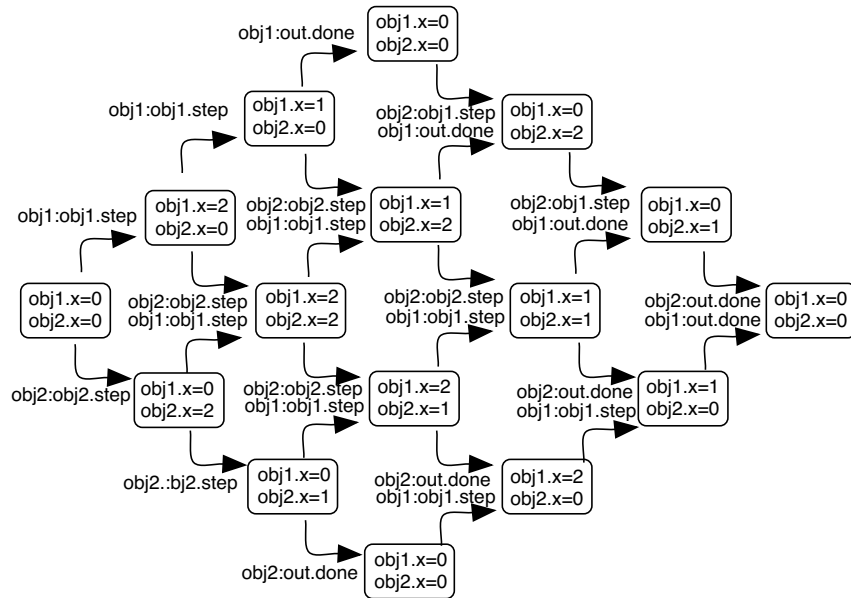 obj1:out.done
obj1.x=0
obj2.x=0
obj1:obj1.step
obj1.x=1
obj2.x=0
obj2:obj1.step
obj1:out.done
obj1.x=0
obj2.x=2
obj1:obj1.step
obj1.x=2
obj2.x=0
obj2:obj2.step
obj1:obj1.step
obj1.x=1
obj2.x=2
obj2:obj1.step
obj1:out.done
obj1.x=0
obj2.x=1
obj1.x=0
obj2.x=0
obj2:obj2.step
obj1:obj1.step
obj1.x=2
obj2.x=2
obj2:obj2.step
obj1:obj1.step
obj1.x=1
obj2.x=1
obj2:out.done
obj1:out.done
obj1.x=0
obj2.x=0
obj2:obj2.step
obj1.x=0
obj2.x=2
obj2:obj2.step
obj1:obj1.step
obj1.x=2
obj2.x=1
obj2:out.done
obj1:obj1.step
obj1.x=1
obj2.x=0
obj2.:bj2.step
obj1.x=0
obj2.x=1
obj2:out.done
obj1:obj1.step
obj1.x=2
obj2.x=0
obj2:out.done
obj1.x=0
obj2.x=0